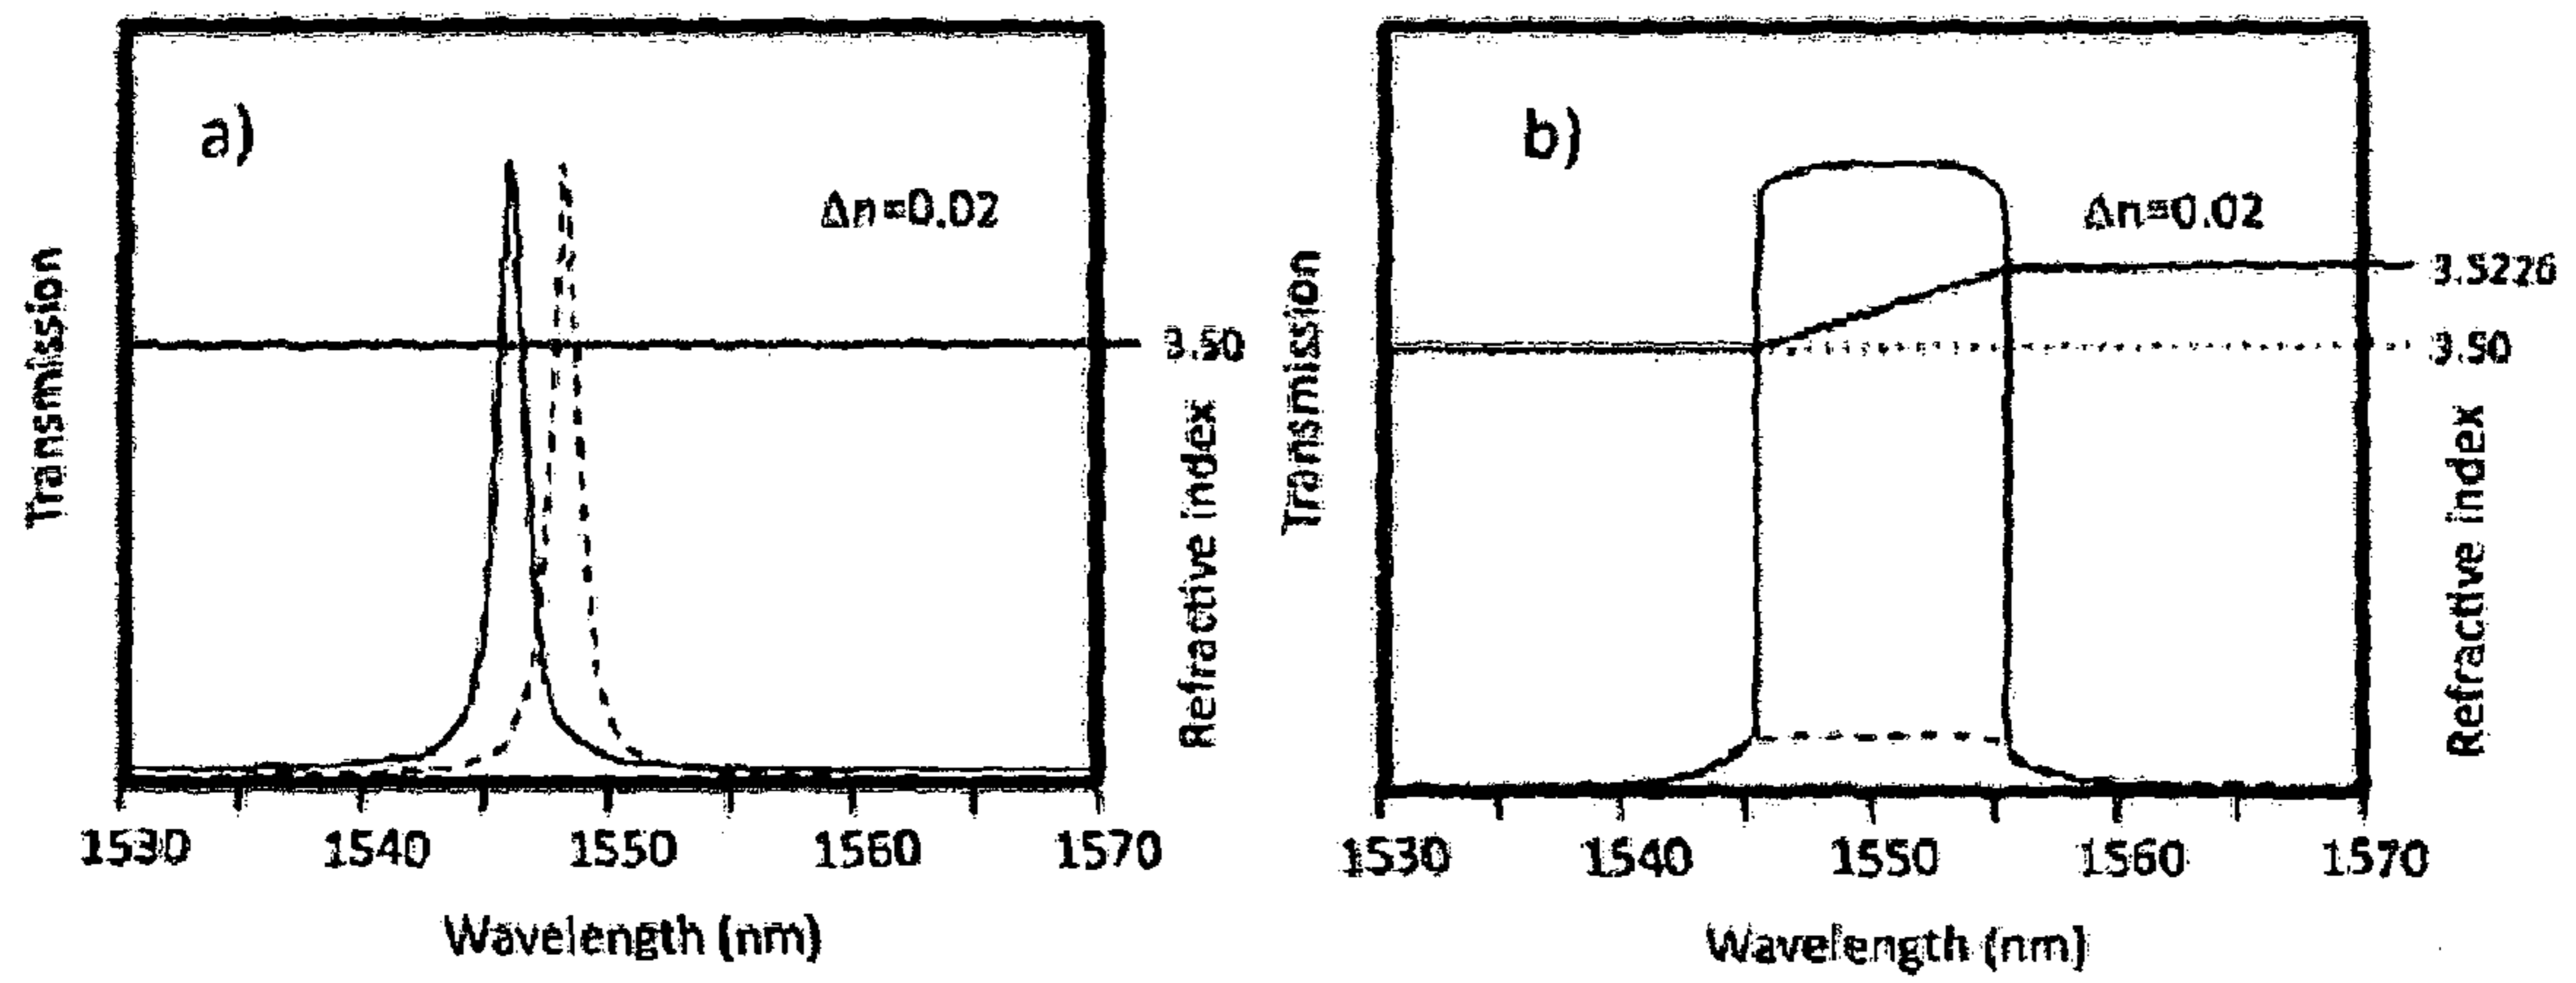 a)
Δn=0.02
Transmission
3.50
Refractive index
1530 1540 1550 1560 1570
Wavelength (nm)
b)
Δn=0.02
Transmission
3.5226
3.50
Refractive index
1530 1540 1550 1560 1570
Wavelength (nm)